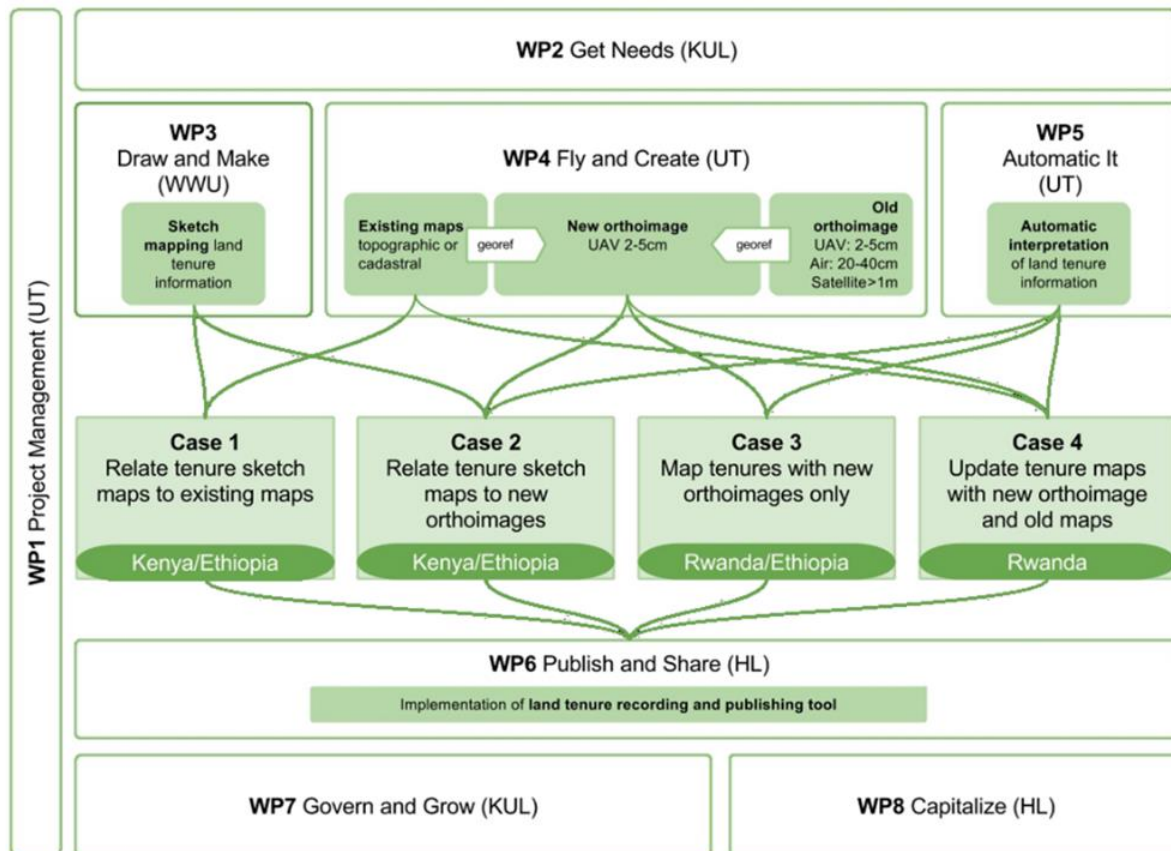 WP1 Project Management (UT)
WP2 Get Needs (KUL)
WP3
Draw and Make
(WWU)
Sketch
mapping land
tenure
information
WP4 Fly and Create (UT)
Existing maps
topographic or
cadastral
georef
New orthoimage
UAV 2-5cm
georef
Old
orthoimage
UAV: 2-5cm
Air: 20-40cm
Satellite>1m
WP5
Automatic It
(UT)
Automatic
interpretation
of land tenure
information
Case 1
Relate tenure sketch
maps to existing maps
Kenya/Ethiopia
Case 2
Relate tenure sketch
maps to new
orthoimages
Kenya/Ethiopia
Case 3
Map tenures with new
orthoimages only
Rwanda/Ethiopia
Case 4
Update tenure maps
with new orthoimage
and old maps
Rwanda
WP6 Publish and Share (HL)
Implementation of land tenure recording and publishing tool
WP7 Govern and Grow (KUL)
WP8 Capitalize (HL)